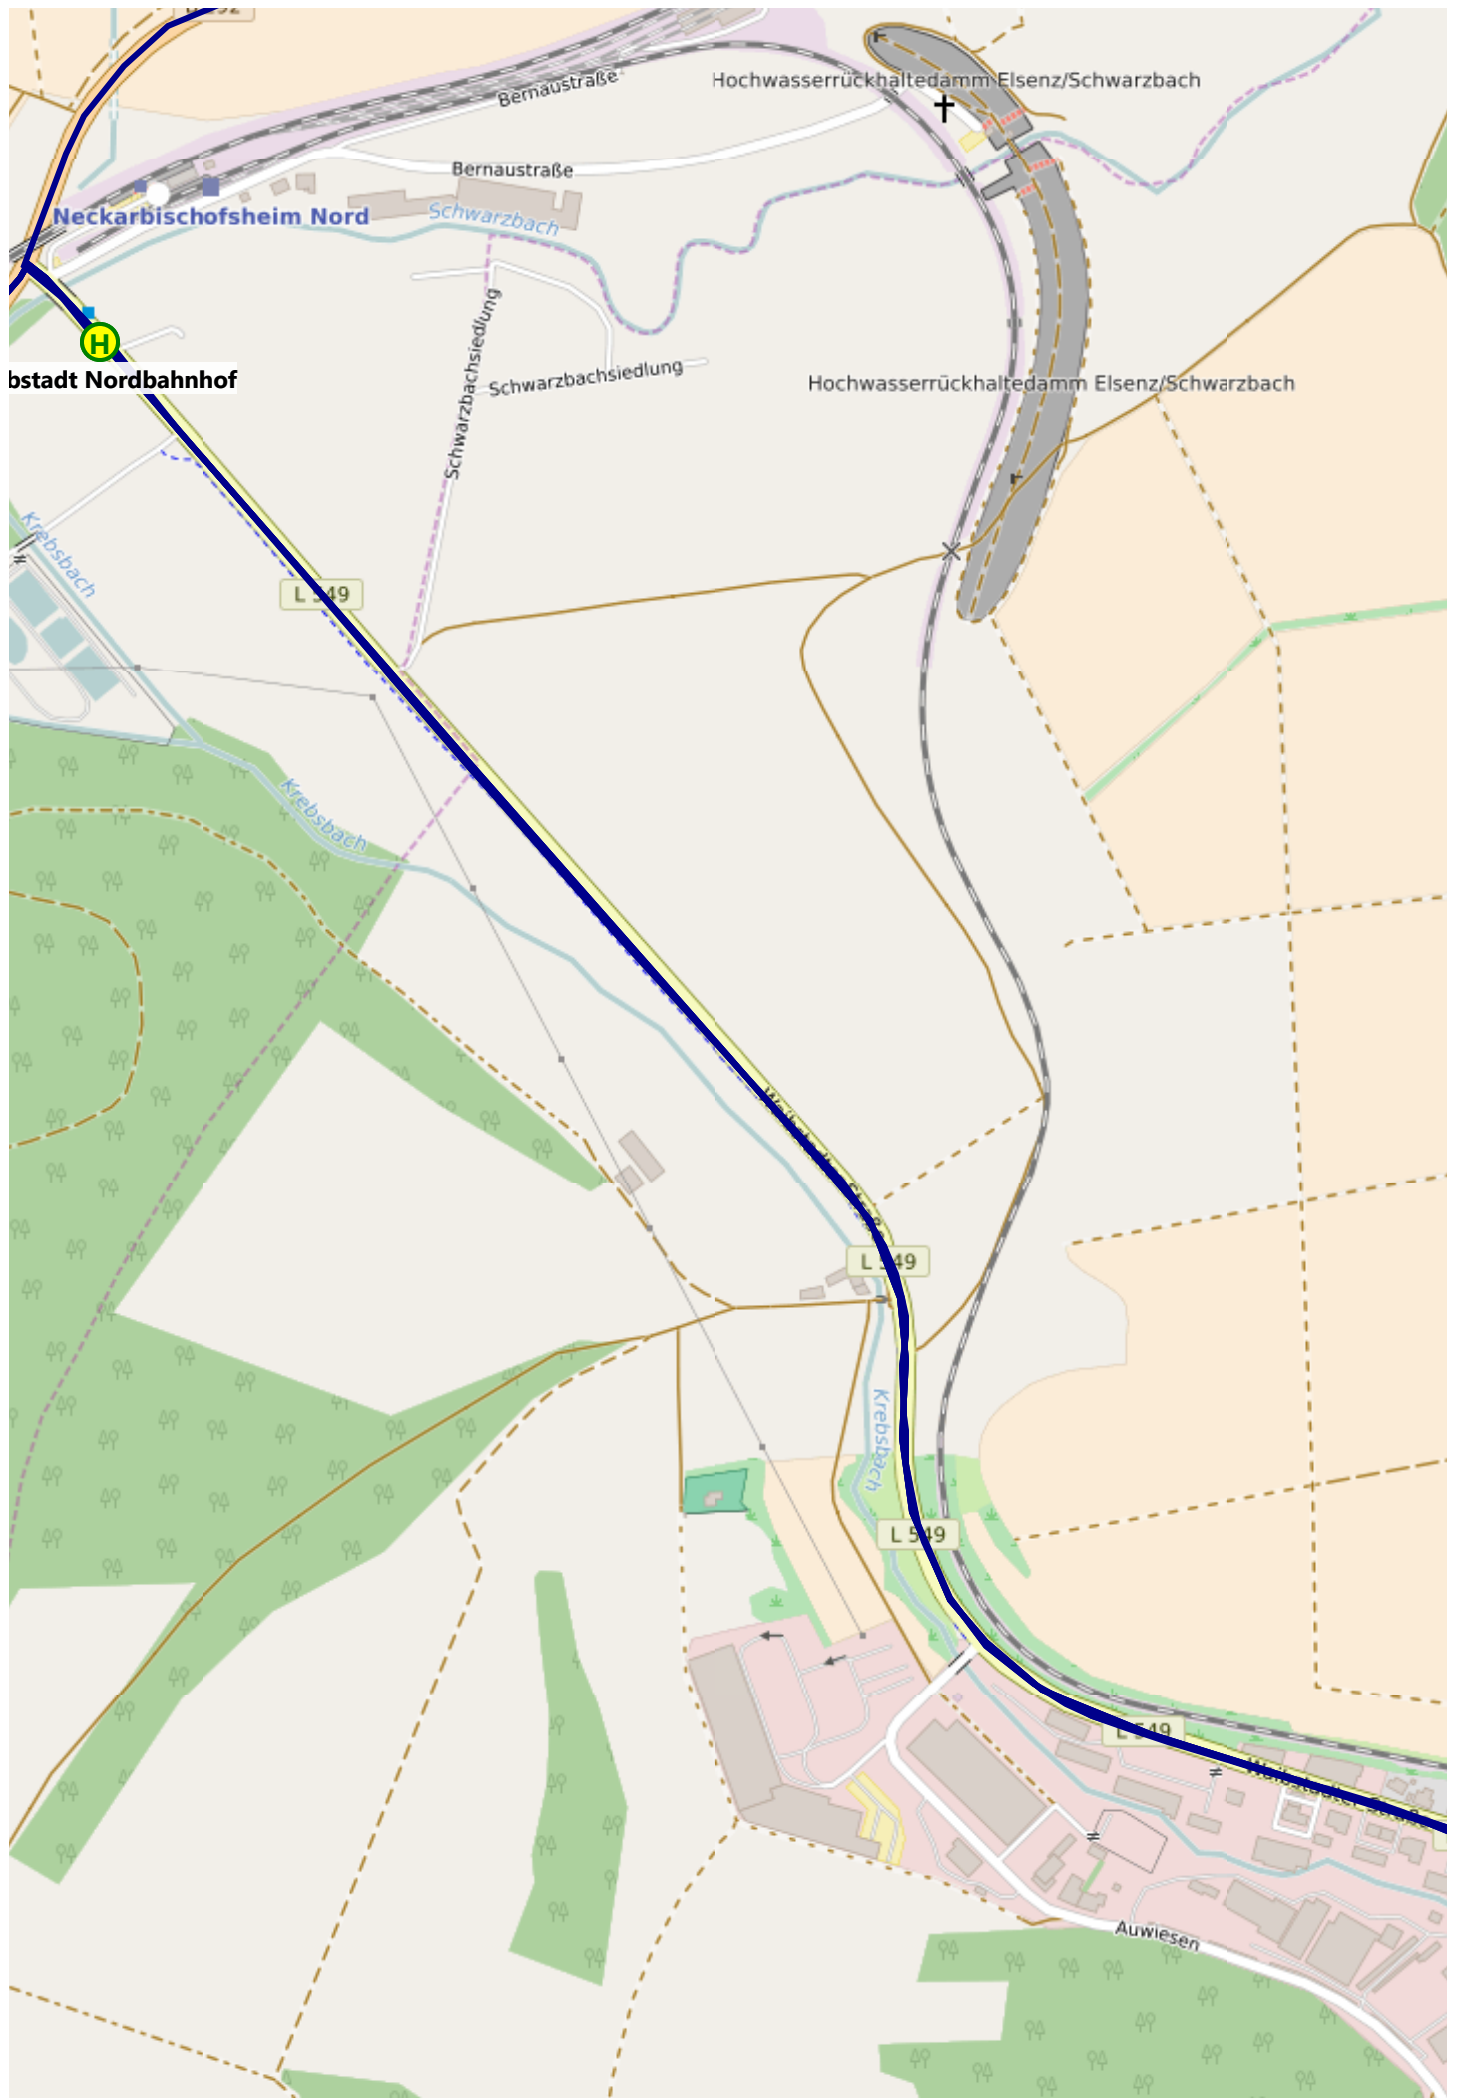 Bernaustraße
Hochwasserrückhaltedamm Elsenz/Schwarzbach
Bernaustraße
Schwarzbach
Neckarbischofsheim Nord
H
bstadt Nordbahnhof
Schwarzbachsiedlung
Schwarzbachsiedlung
Hochwasserrückhaltedamm Elsenz/Schwarzbach
Krebsbach
L 549
Krebsbach
L 549
Krebsbach
L 549
L 549
Auwiesen